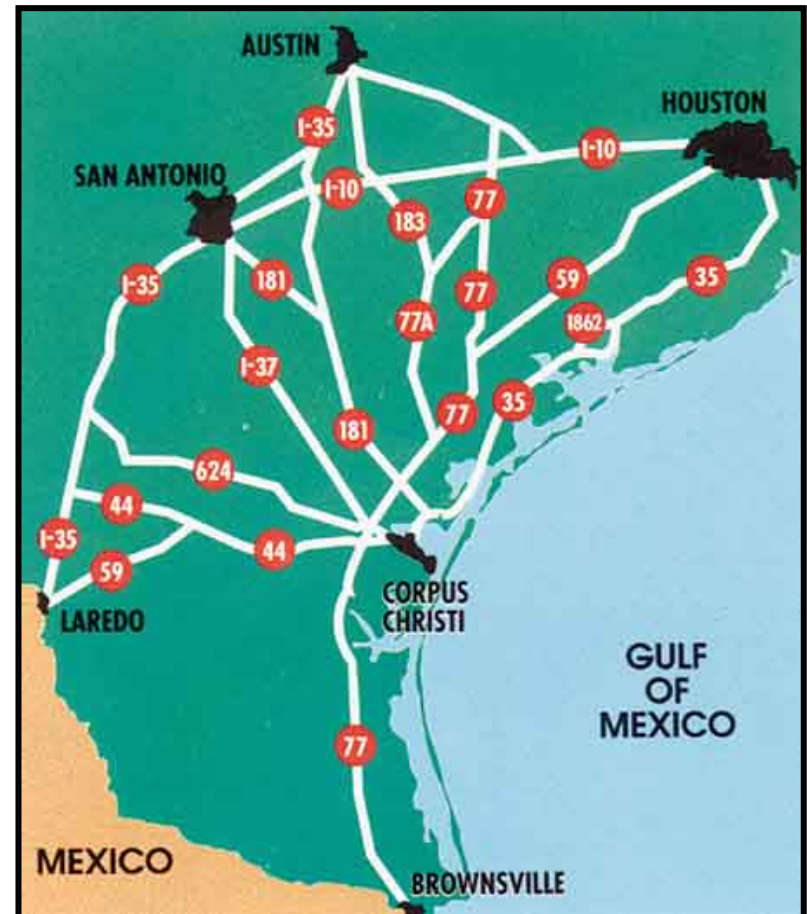 AUSTIN
I-35
HOUSTON
I-10
SAN ANTONIO
I-10
77
183
I-35
181
77
59
35
1862
77A
I-37
35
77
181
624
44
I-35
44
59
CORPUS
CHRISTI
LAREDO
GULF
OF
MEXICO
77
MEXICO
BROWNSVILLE